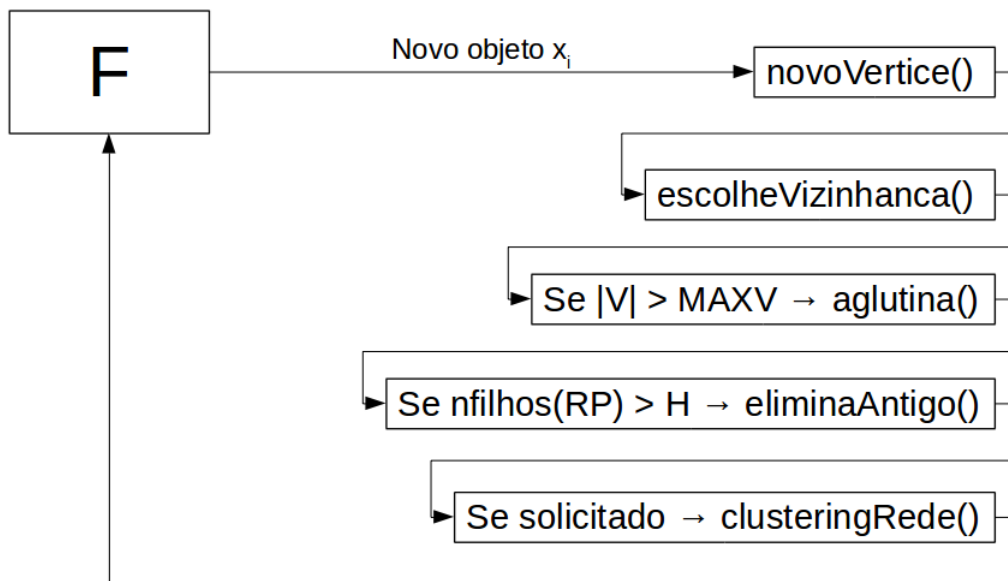 F
Novo objeto xi
novoVertice()
escolheVizinhanca()
Se |V| > MAXV → aglutina()
Se nfilhos(RP) > H → eliminaAntigo()
Se solicitado → clusteringRede()